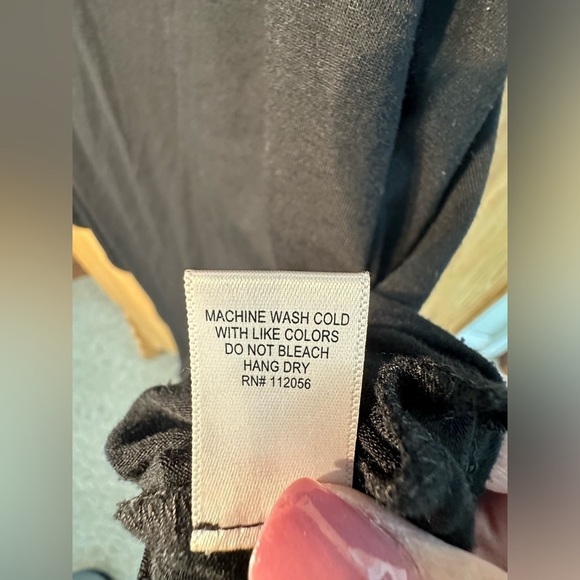 MACHINE WASH COLD
WITH LIKE COLORS
DO NOT BLEACH
HANG DRY
RN# 112056